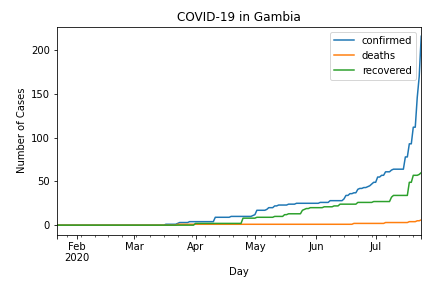 COVID-19 in Gambia
confirmed
deaths
recovered
Number of Cases
200
150
100
50
0
Feb Mar Apr May Jun Jul
2020
Day